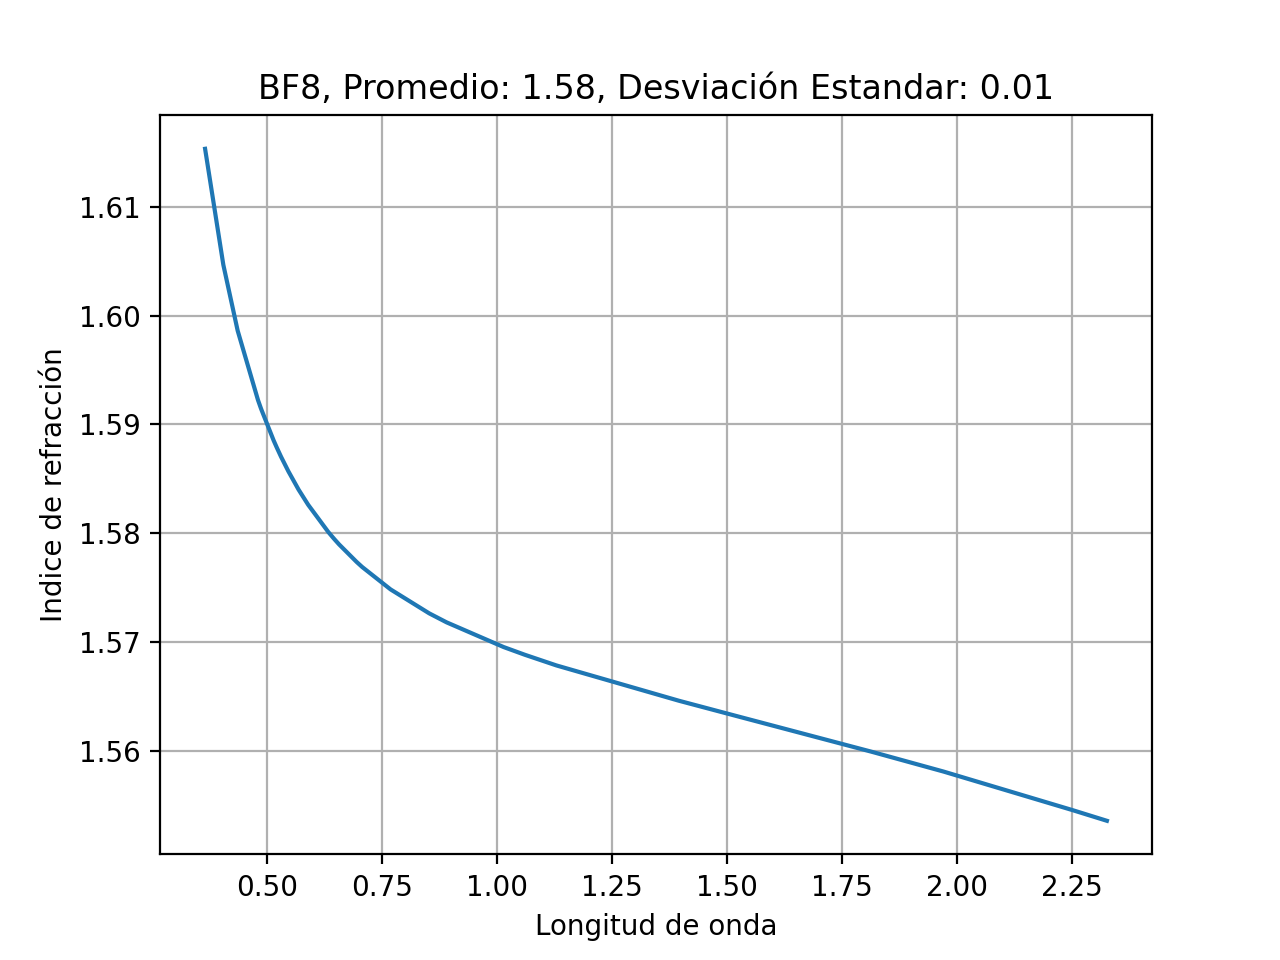 BF8, Promedio: 1.58, Desviación Estandar: 0.01
1.61
1.60
1.59
1.58
1.57
1.56
Indice de refracción
0.50 0.75 1.00 1.25 1.50 1.75 2.00 2.25
Longitud de onda